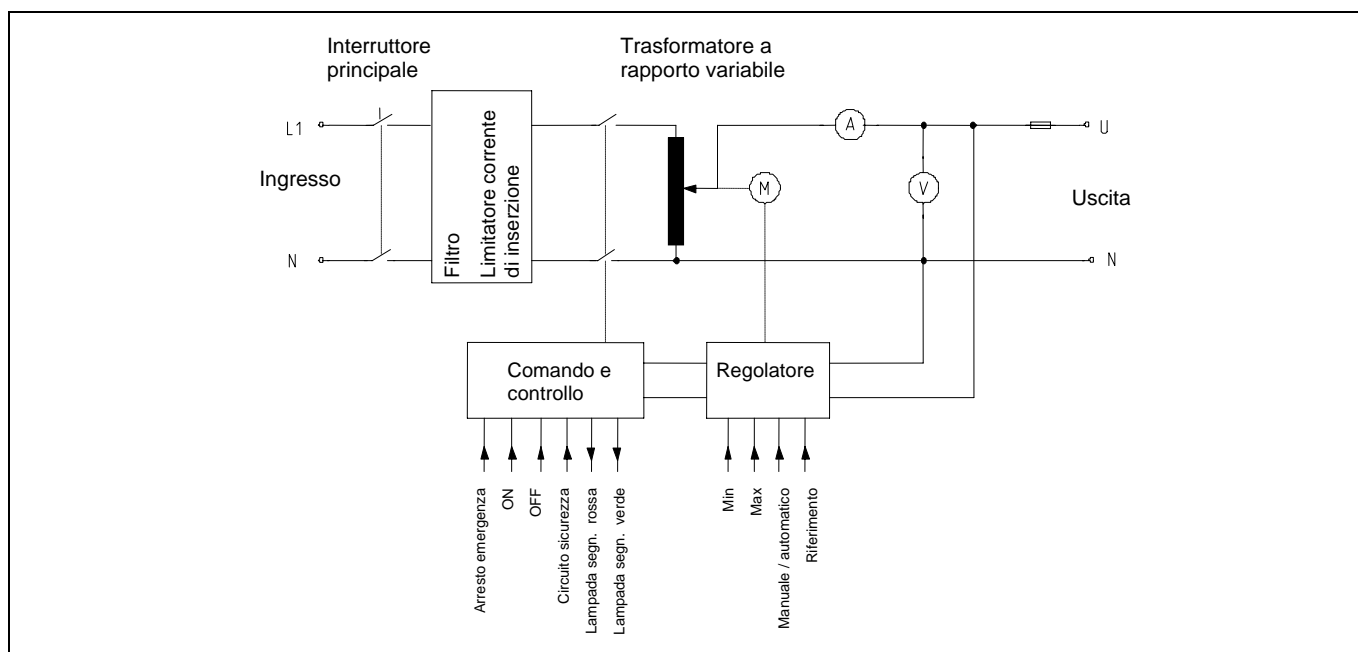 Interruttore
principale
Trasformatore a
rapporto variabile
L1
A
U
Ingresso
M
V
Uscita
N
N
Filtro
Limitatore corrente
di inserzione
Comando e
controllo
Regolatore
Arresto emergenza
ON
OFF
Circuito sicurezza
Lampada segn. rossa
Lampada segn. verde
Min
Max
Manuale / automatico
Riferimento